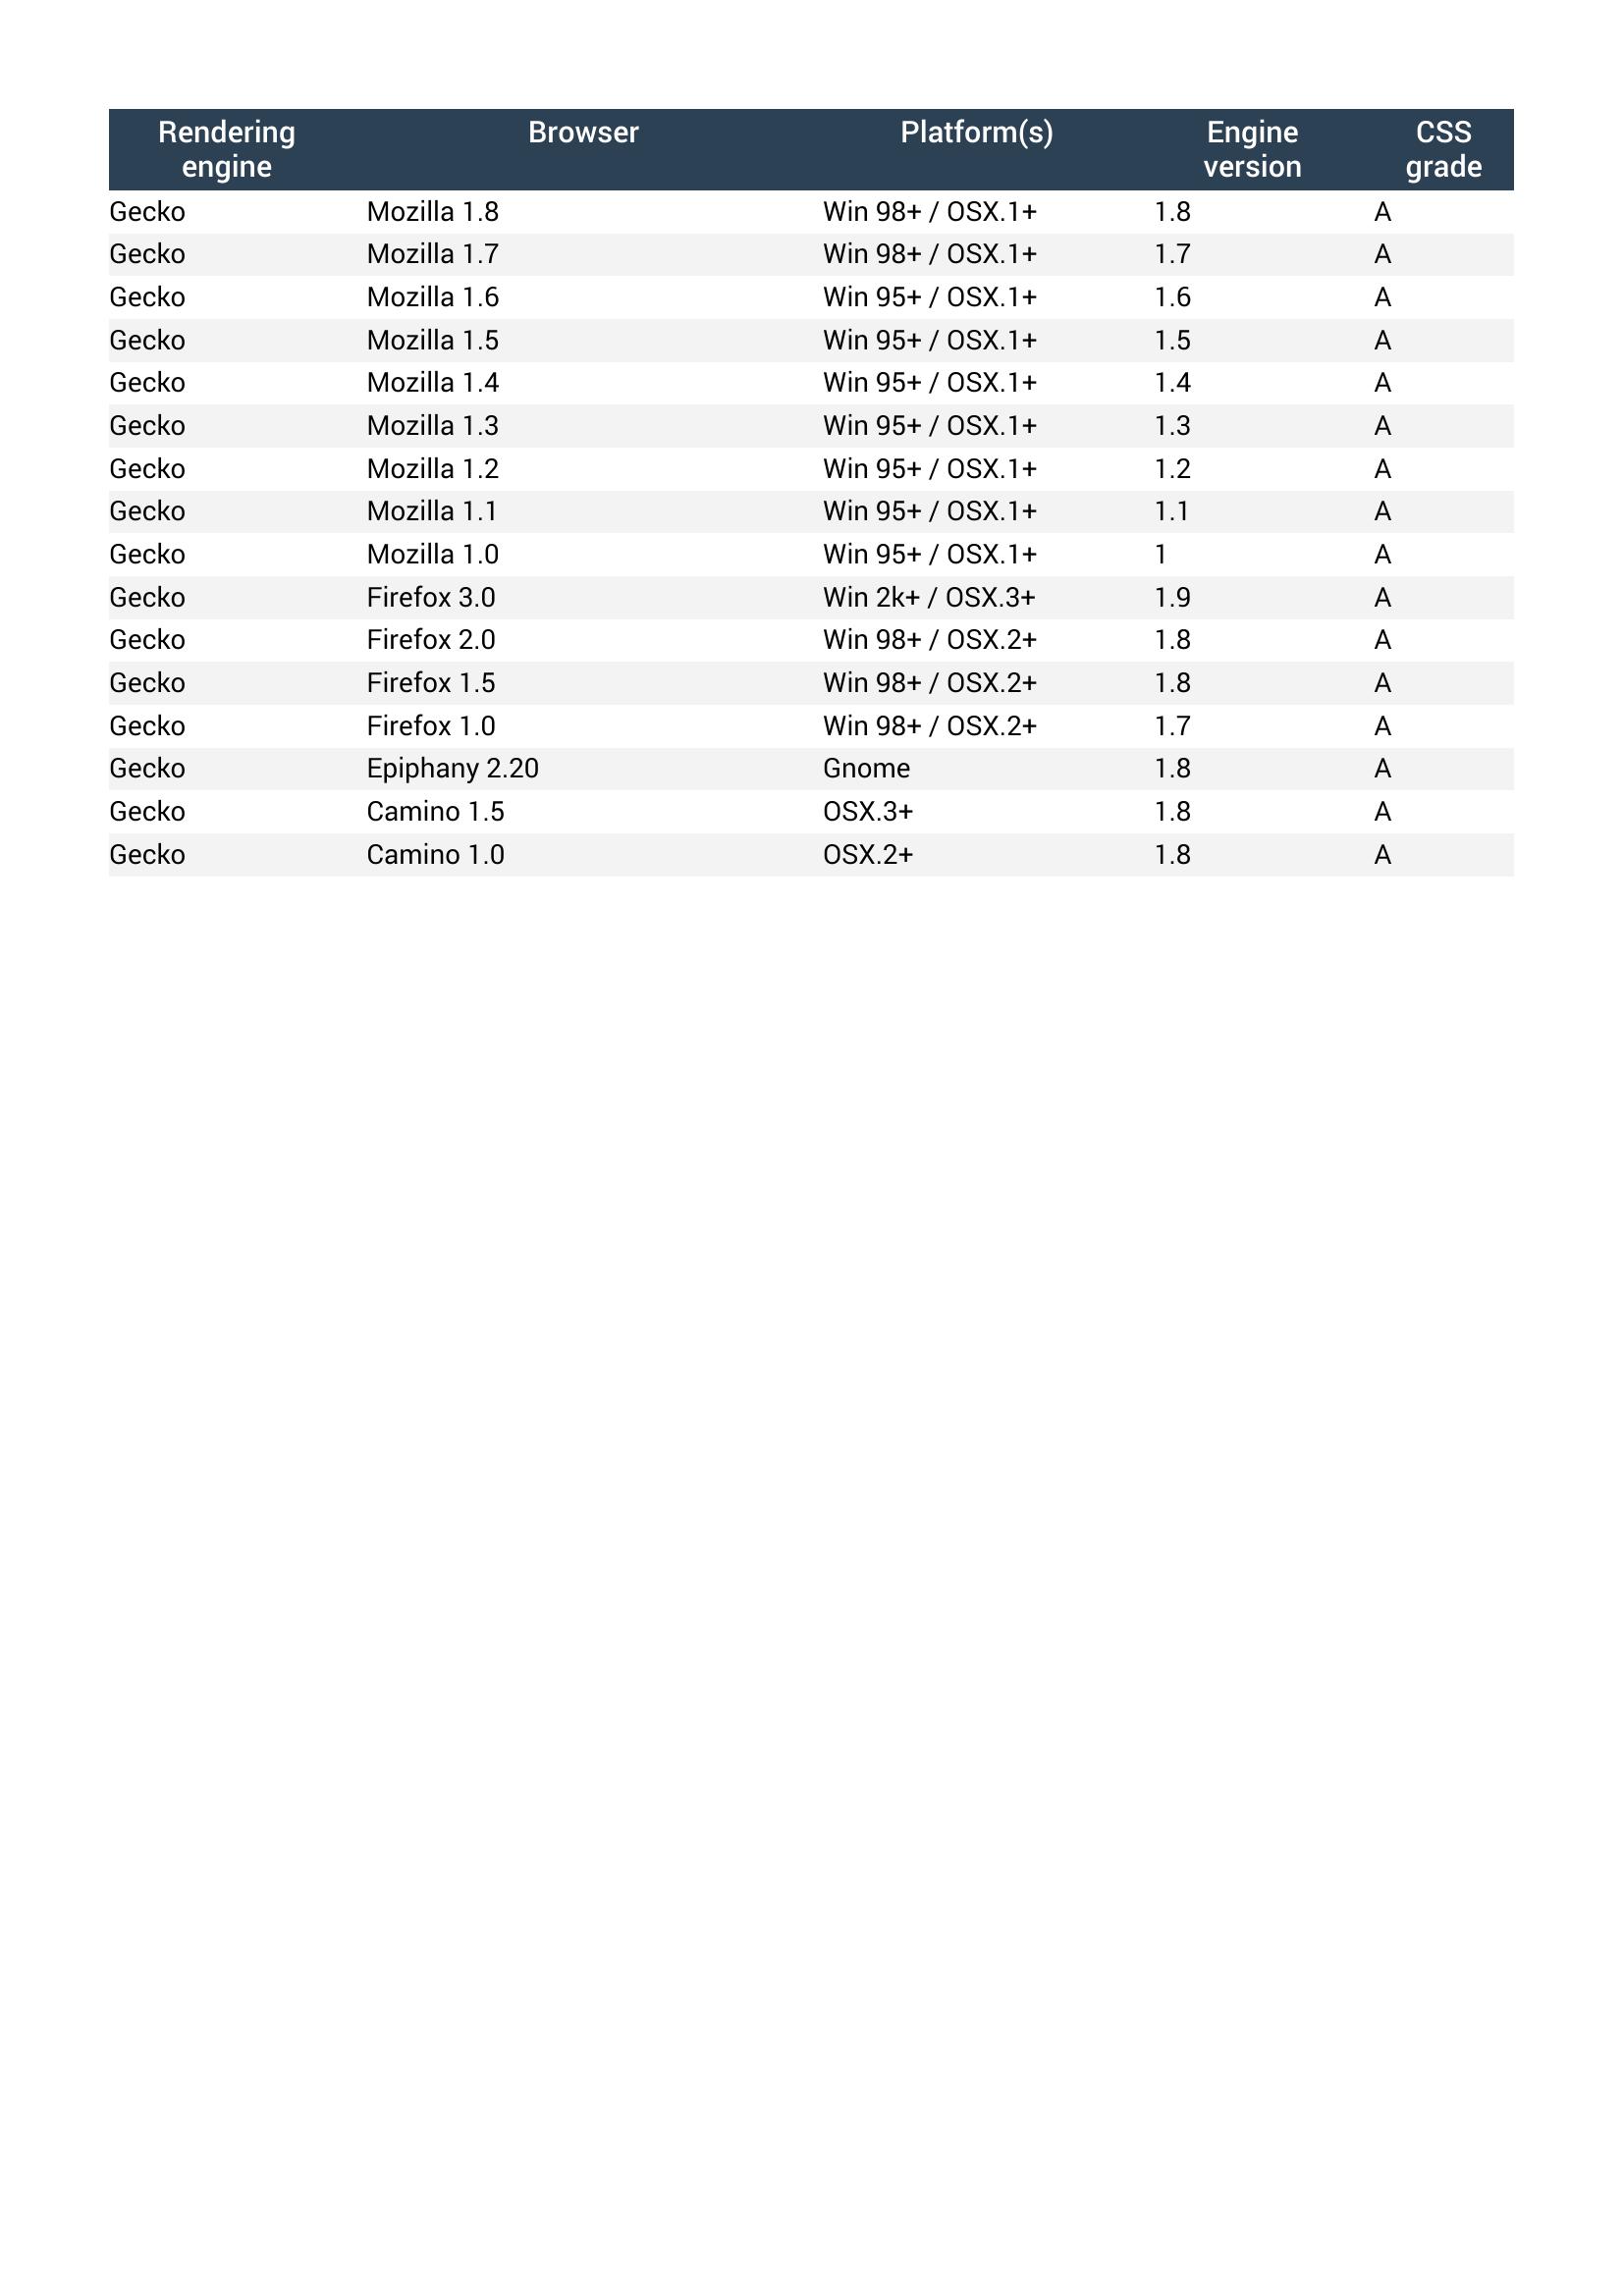 Rendering engine Browser Platform(s) Engine version CSS grade
Gecko Mozilla 1.8 Win 98+ / OSX.1+ 1.8 A
Gecko Mozilla 1.7 Win 98+ / OSX.1+ 1.7 A
Gecko Mozilla 1.6 Win 95+ / OSX.1+ 1.6 A
Gecko Mozilla 1.5 Win 95+ / OSX.1+ 1.5 A
Gecko Mozilla 1.4 Win 95+ / OSX.1+ 1.4 A
Gecko Mozilla 1.3 Win 95+ / OSX.1+ 1.3 A
Gecko Mozilla 1.2 Win 95+ / OSX.1+ 1.2 A
Gecko Mozilla 1.1 Win 95+ / OSX.1+ 1.1 A
Gecko Mozilla 1.0 Win 95+ / OSX.1+ 1 A
Gecko Firefox 3.0 Win 2k+ / OSX.3+ 1.9 A
Gecko Firefox 2.0 Win 98+ / OSX.2+ 1.8 A
Gecko Firefox 1.5 Win 98+ / OSX.2+ 1.8 A
Gecko Firefox 1.0 Win 98+ / OSX.2+ 1.7 A
Gecko Epiphany 2.20 Gnome 1.8 A
Gecko Camino 1.5 OSX.3+ 1.8 A
Gecko Camino 1.0 OSX.2+ 1.8 A